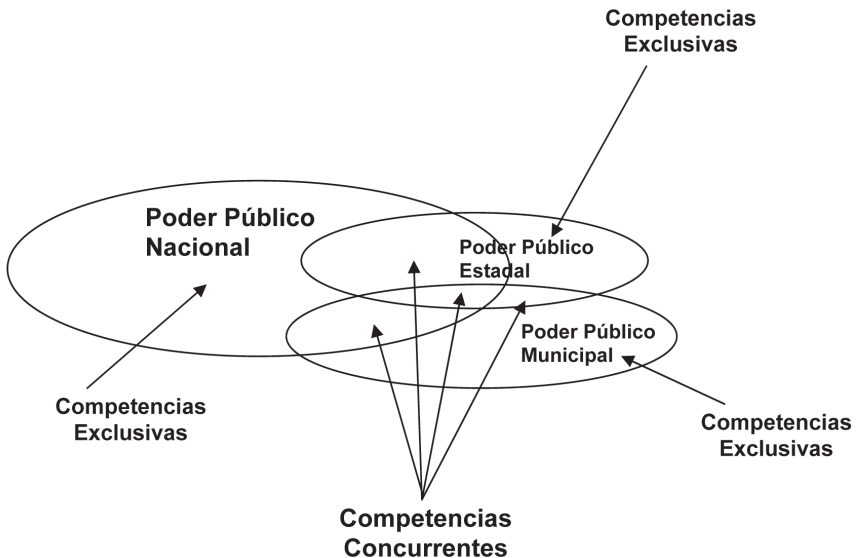 Competencias
Exclusivas
Poder Público
Nacional
Poder Público
Estadal
Poder Público
Municipal
Competencias
Exclusivas
Competencias
Exclusivas
Competencias
Concurrentes